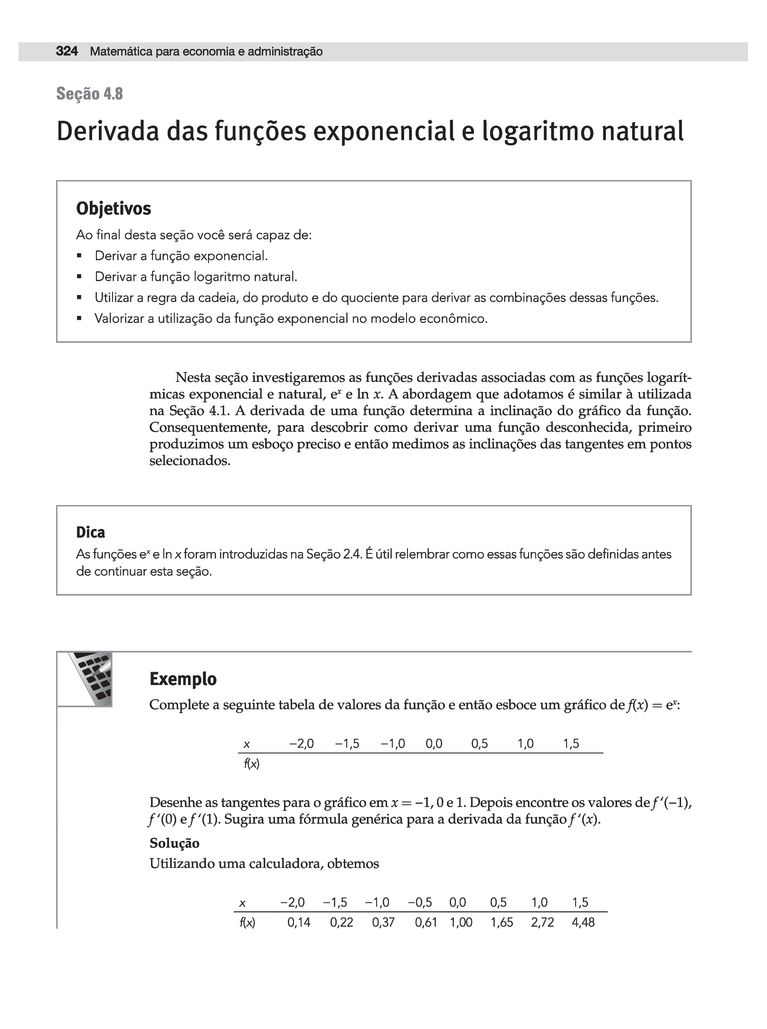 324 Matemática para economia e administração
Seção 4.8
Derivada das funções exponencial e logaritmo natural
Objetivos
Ao final desta seção você será capaz de:
▪ Derivar a função exponencial.
▪ Derivar a função logaritmo natural.
▪ Utilizar a regra da cadeia, do produto e do quociente para derivar as combinações dessas funções.
▪ Valorizar a utilização da função exponencial no modelo econômico.
Nesta seção investigaremos as funções derivadas associadas com as funções logarít-
micas exponencial e natural, eˣ e ln x. A abordagem que adotamos é similar à utilizada
na Seção 4.1. A derivada de uma função determina a inclinação do gráfico da função.
Consequentemente, para descobrir como derivar uma função desconhecida, primeiro
produzimos um esboço preciso e então medimos as inclinações das tangentes em pontos
selecionados.
Dica
As funções eˣ e ln x foram introduzidas na Seção 2.4. É útil relembrar como essas funções são definidas antes
de continuar esta seção.
Exemplo
Complete a seguinte tabela de valores da função e então esboce um gráfico de f(x) = eˣ:
x −2,0 −1,5 −1,0 0,0 0,5 1,0 1,5
f(x)
Desenhe as tangentes para o gráfico em x = −1, 0 e 1. Depois encontre os valores de f ‘(−1),
f ‘(0) e f ‘(1). Sugira uma fórmula genérica para a derivada da função f ‘(x).
Solução
Utilizando uma calculadora, obtemos
x −2,0 −1,5 −1,0 −0,5 0,0 0,5 1,0 1,5
f(x) 0,14 0,22 0,37 0,61 1,00 1,65 2,72 4,48